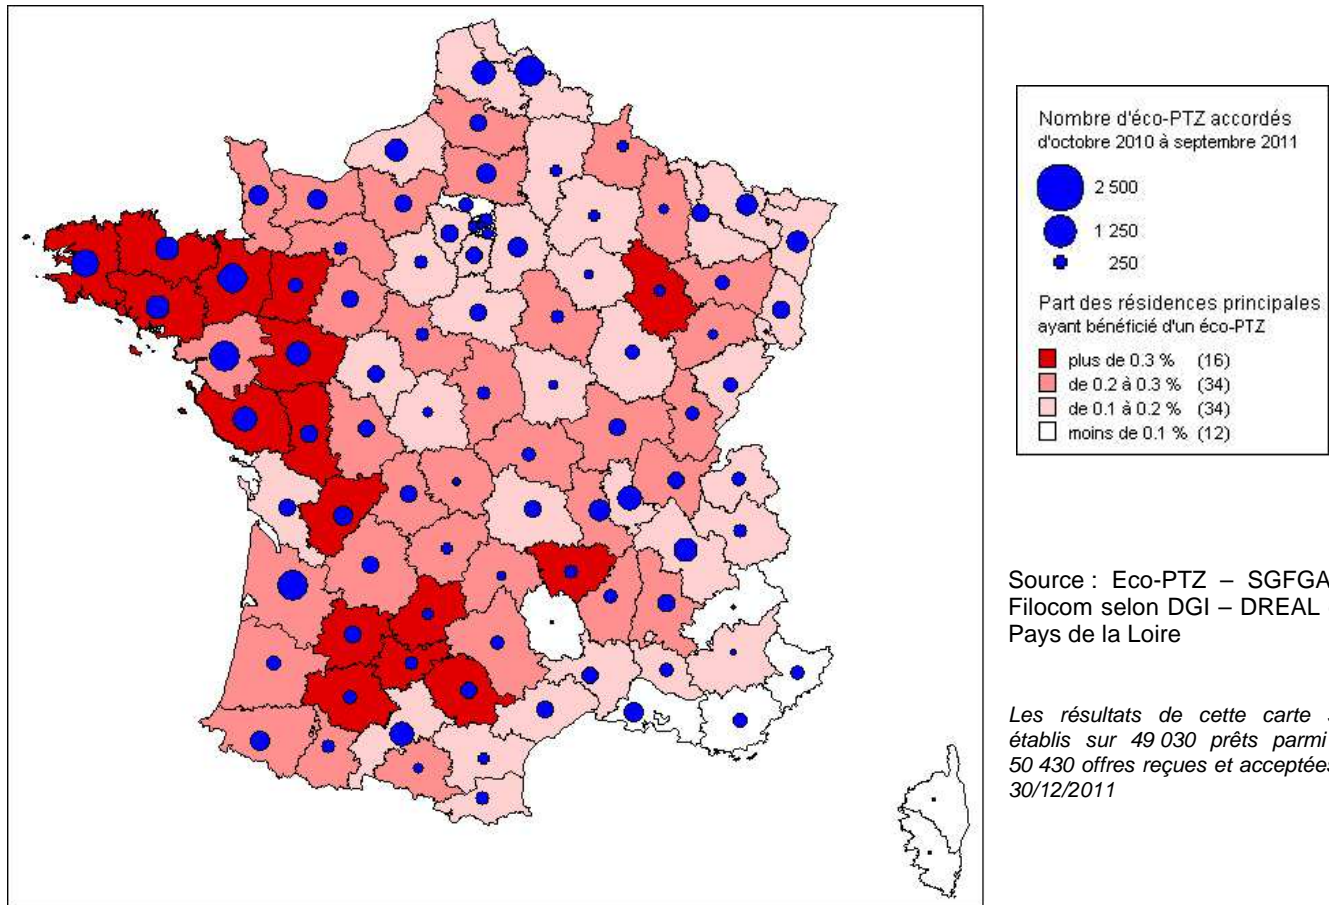 Nombre d'éco-PTZ accordés
d'octobre 2010 à septembre 2011
2 500
1 250
250
Part des résidences principales
ayant bénéficié d'un éco-PTZ
plus de 0.3 % (16)
de 0.2 à 0.3 % (34)
de 0.1 à 0.2 % (34)
moins de 0.1 % (12)
Source : Eco-PTZ – SGFGA
Filocom selon DGI – DREAL
Pays de la Loire
Les résultats de cette carte
établis sur 49 030 prêts parmi
50 430 offres reçues et acceptées
30/12/2011